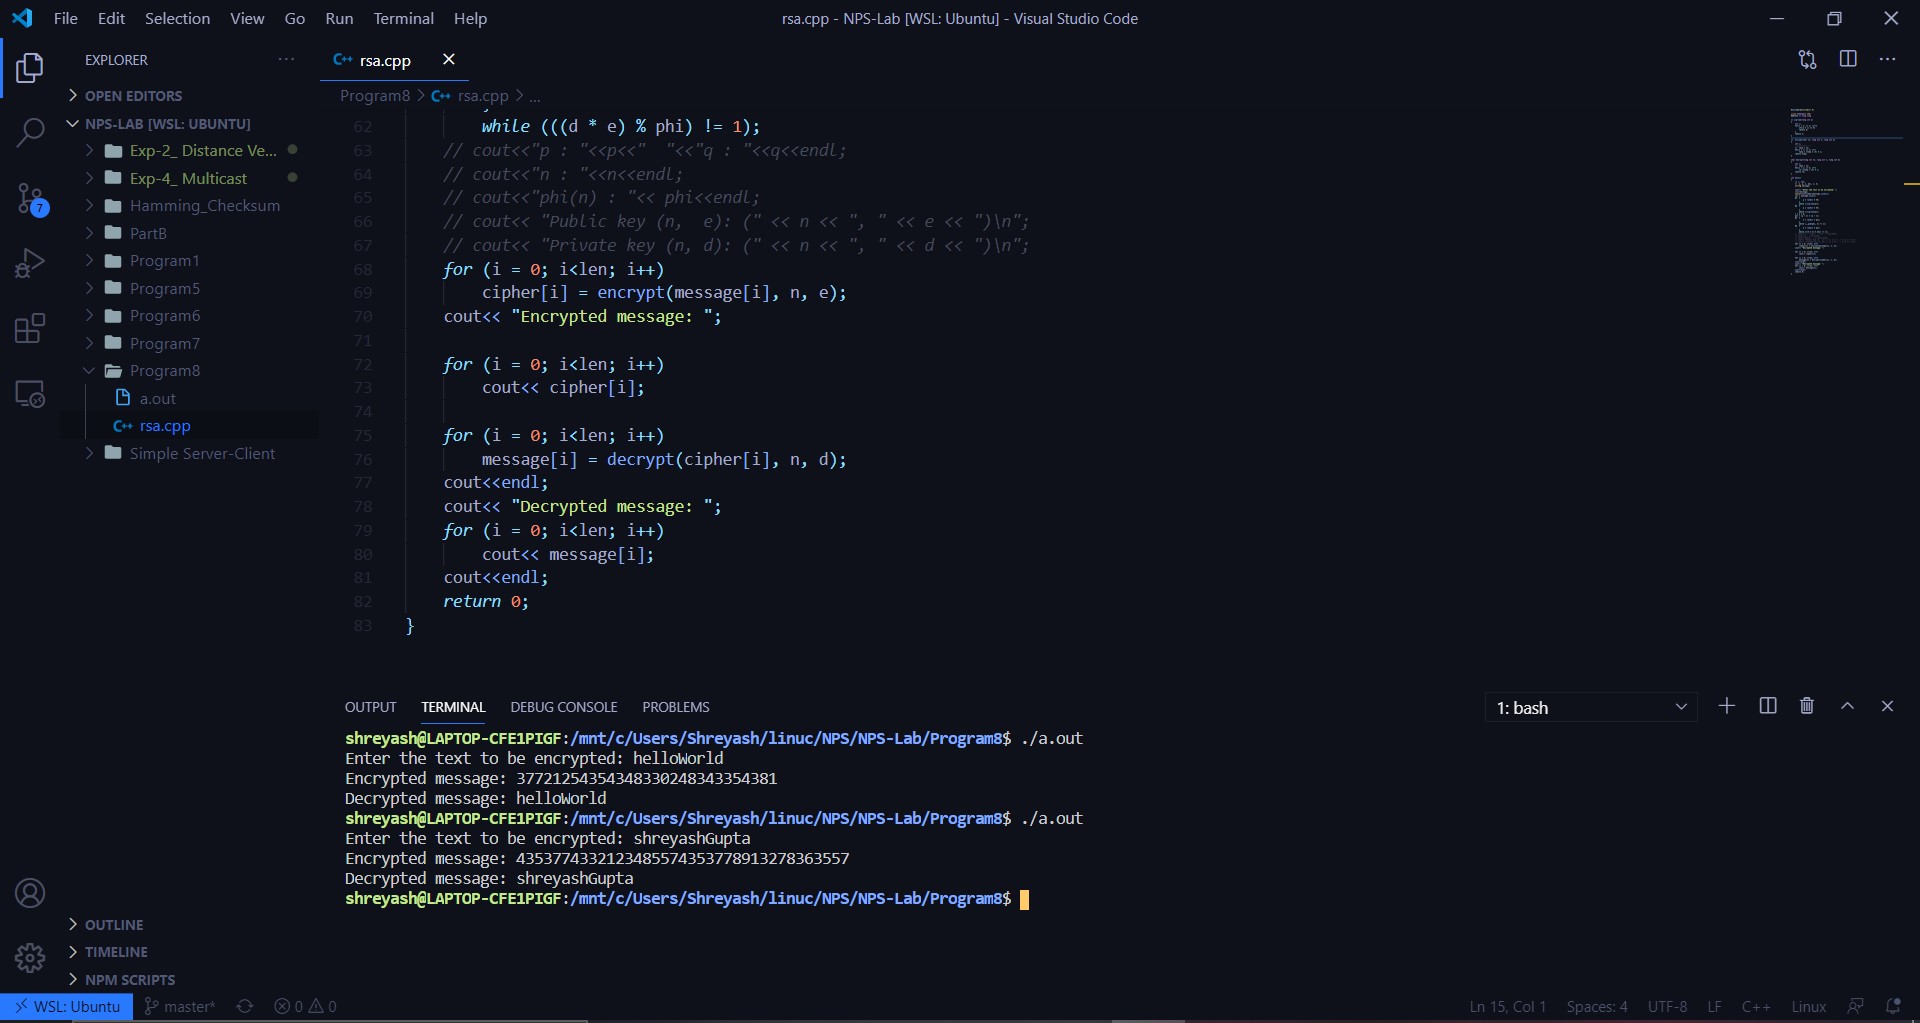 File Edit Selection View Go Run Terminal Help
rsa.cpp - NPS-Lab [WSL: Ubuntu] - Visual Studio Code
EXPLORER
OPEN EDITORS
NPS-LAB [WSL: UBUNTU]
Exp-2_ Distance Ve...
Exp-4_ Multicast
Hamming_Checksum
PartB
Program1
Program5
Program6
Program7
Program8
a.out
C++ rsa.cpp
Simple Server-Client
7
OUTLINE
TIMELINE
NPM SCRIPTS
C++ rsa.cpp
Program8 > C++ rsa.cpp > ...
62 while (((d * e) % phi) != 1);
63 // cout<<"p : "<<p<<"  "<<"q : "<<q<<endl;
64 // cout<<"n : "<<n<<endl;
65 // cout<<"phi(n) : "<< phi<<endl;
66 // cout<< "Public key (n,  e): (" << n << ", " << e << ")\n";
67 // cout<< "Private key (n, d): (" << n << ", " << d << ")\n";
68 for (i = 0; i<len; i++)
69 cipher[i] = encrypt(message[i], n, e);
70 cout<< "Encrypted message: ";
71
72 for (i = 0; i<len; i++)
73 cout<< cipher[i];
74
75 for (i = 0; i<len; i++)
76 message[i] = decrypt(cipher[i], n, d);
77 cout<<endl;
78 cout<< "Decrypted message: ";
79 for (i = 0; i<len; i++)
80 cout<< message[i];
81 cout<<endl;
82 return 0;
83 }
OUTPUT TERMINAL DEBUG CONSOLE PROBLEMS
1: bash
shreyash@LAPTOP-CFE1PIGF:/mnt/c/Users/Shreyash/linuc/NPS/NPS-Lab/Program8$ ./a.out
Enter the text to be encrypted: helloWorld
Encrypted message: 37721254354348330248343354381
Decrypted message: helloWorld
shreyash@LAPTOP-CFE1PIGF:/mnt/c/Users/Shreyash/linuc/NPS/NPS-Lab/Program8$ ./a.out
Enter the text to be encrypted: shreyashGupta
Encrypted message: 4353774332123485574353778913278363557
Decrypted message: shreyashGupta
shreyash@LAPTOP-CFE1PIGF:/mnt/c/Users/Shreyash/linuc/NPS/NPS-Lab/Program8$
WSL: Ubuntu master* 0 0
Ln 15, Col 1 Spaces: 4 UTF-8 LF C++ Linux